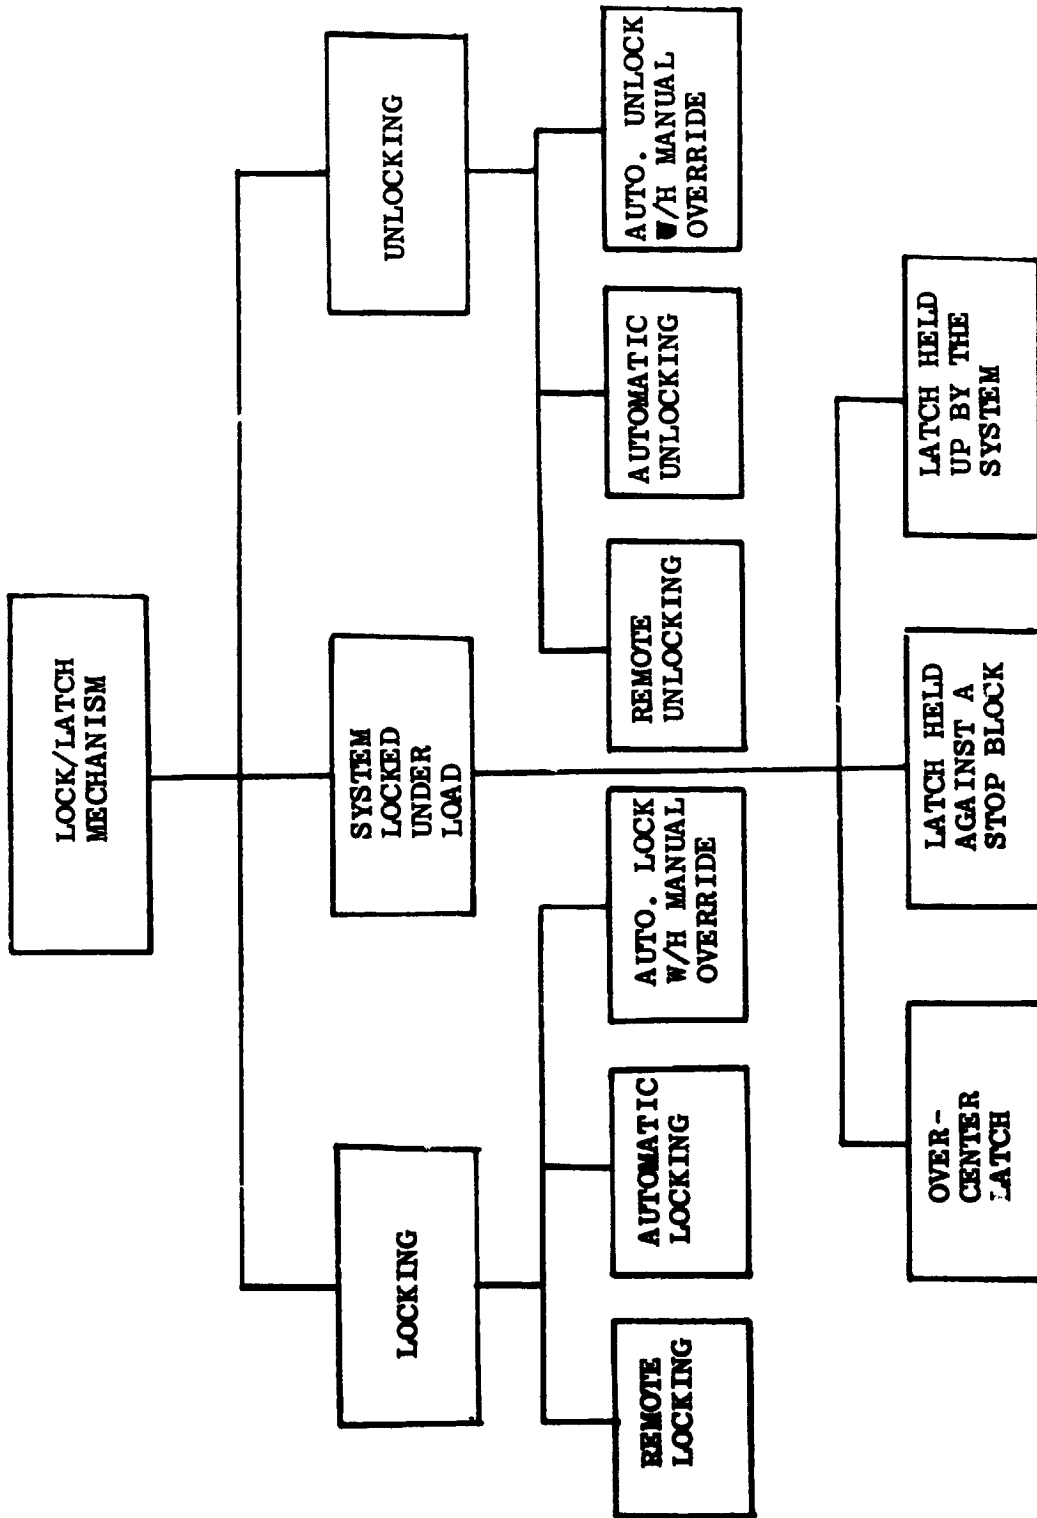 LOCK/LATCH
MECHANISM
LOCKING
SYSTEM
LOCKED
UNDER
LOAD
UNLOCKING
REMOTE
LOCKING
AUTOMATIC
LOCKING
AUTO. LOCK
W/H MANUAL
OVERRIDE
REMOTE
UNLOCKING
AUTOMATIC
UNLOCKING
AUTO. UNLOCK
W/H MANUAL
OVERRIDE
OVER-
CENTER
LATCH
LATCH HELD
AGAINST A
STOP BLOCK
LATCH HELD
UP BY THE
SYSTEM